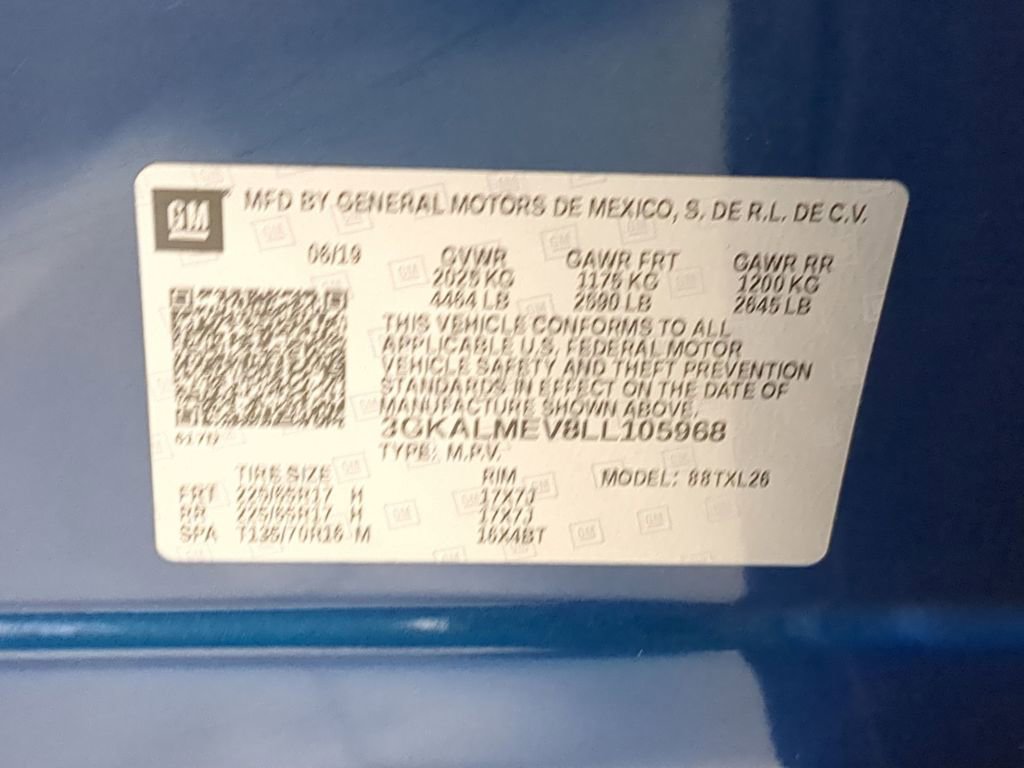 GM
MFD BY GENERAL MOTORS DE MEXICO, S. DE R.L. DE C.V.
06/19 GVWR GAWR FRT GAWR RR
2025 KG 1175 KG 1200 KG
4464 LB 2590 LB 2645 LB
THIS VEHICLE CONFORMS TO ALL
APPLICABLE U.S. FEDERAL MOTOR
VEHICLE SAFETY AND THEFT PREVENTION
STANDARDS IN EFFECT ON THE DATE OF
MANUFACTURE SHOWN ABOVE.
3GKALMEV8LL105968
TYPE: M.P.V.
TIRE SIZE RIM MODEL: 88TXL26
FRT 225/65R17 H 17X7J
RR 225/65R17 H 17X7J
SPA T135/70R16 M 16X4BT